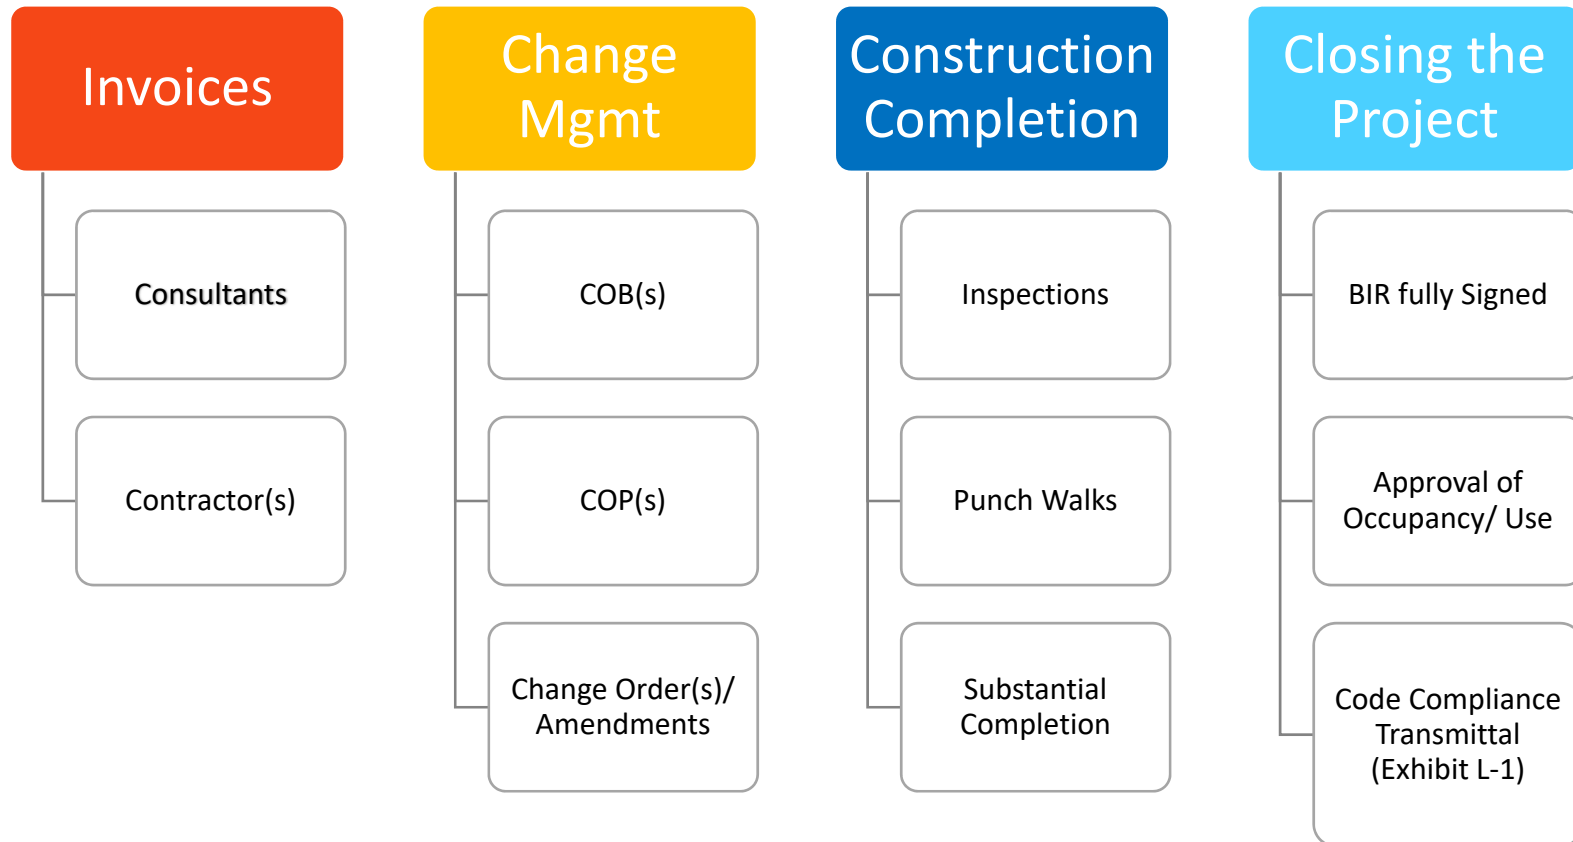 Invoices
Consultants
Contractor(s)
Change
Mgmt
COB(s)
COP(s)
Change Order(s)/
Amendments
Construction
Completion
Inspections
Punch Walks
Substantial
Completion
Closing the
Project
BIR fully Signed
Approval of
Occupancy/ Use
Code Compliance
Transmittal
(Exhibit L-1)